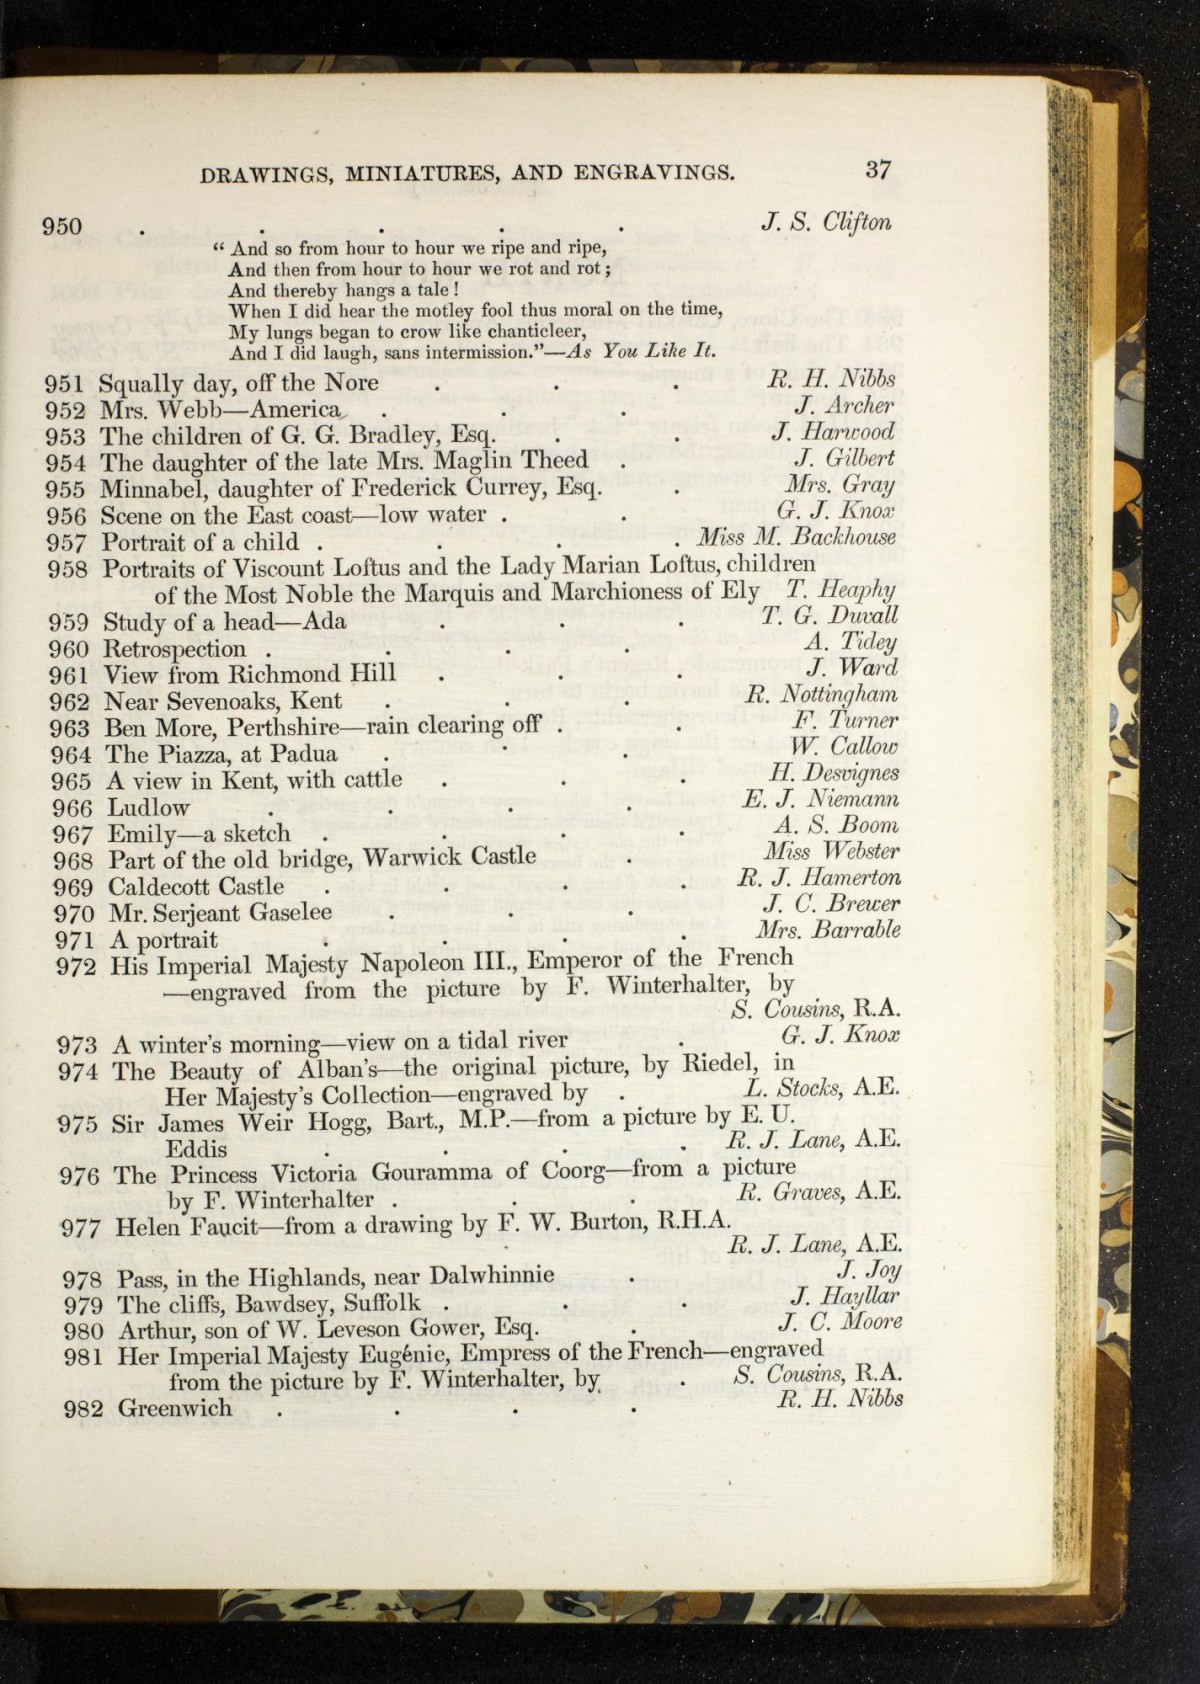 DRAWINGS, MINIATURES, AND ENGRAVINGS. 37
950 . . . . . J. S. Clifton
“ And so from hour to hour we ripe and ripe,
And then from hour to hour we rot and rot;
And thereby hangs a tale!
When I did hear the motley fool thus moral on the time,
My lungs began to crow like chanticleer,
And I did laugh, sans intermission.”—As You Like It.
951 Squally day, off the Nore . . . R. H. Nibbs
952 Mrs. Webb—America . . . J. Archer
953 The children of G. G. Bradley, Esq. . . J. Harwood
954 The daughter of the late Mrs. Maglin Theed . J. Gilbert
955 Minnabel, daughter of Frederick Currey, Esq. . Mrs. Gray
956 Scene on the East coast—low water . . G. J. Knox
957 Portrait of a child . . . . Miss M. Backhouse
958 Portraits of Viscount Loftus and the Lady Marian Loftus, children
of the Most Noble the Marquis and Marchioness of Ely T. Heaphy
959 Study of a head—Ada . . . T. G. Duvall
960 Retrospection . . . . A. Tidey
961 View from Richmond Hill . . . J. Ward
962 Near Sevenoaks, Kent . . . R. Nottingham
963 Ben More, Perthshire—rain clearing off . . F. Turner
964 The Piazza, at Padua . . . W. Callow
965 A view in Kent, with cattle . . . H. Desvignes
966 Ludlow . . . . E. J. Niemann
967 Emily—a sketch . . . . A. S. Boom
968 Part of the old bridge, Warwick Castle . Miss Webster
969 Caldecott Castle . . . . R. J. Hamerton
970 Mr. Serjeant Gaselee . . . J. C. Brewer
971 A portrait . . . . Mrs. Barrable
972 His Imperial Majesty Napoleon III., Emperor of the French
—engraved from the picture by F. Winterhalter, by
S. Cousins, R.A.
973 A winter's morning—view on a tidal river . G. J. Knox
974 The Beauty of Alban's—the original picture, by Riedel, in
Her Majesty's Collection—engraved by . L. Stocks, A.E.
975 Sir James Weir Hogg, Bart., M.P.—from a picture by E. U.
Eddis . . . . R. J. Lane, A.E.
976 The Princess Victoria Gouramma of Coorg—from a picture
by F. Winterhalter . . . R. Graves, A.E.
977 Helen Faucit—from a drawing by F. W. Burton, R.H.A.
R. J. Lane, A.E.
978 Pass, in the Highlands, near Dalwhinnie . J. Joy
979 The cliffs, Bawdsey, Suffolk . . . J. Hayllar
980 Arthur, son of W. Leveson Gower, Esq. . J. C. Moore
981 Her Imperial Majesty Eugénie, Empress of the French—engraved
from the picture by F. Winterhalter, by . S. Cousins, R.A.
982 Greenwich . . . . R. H. Nibbs